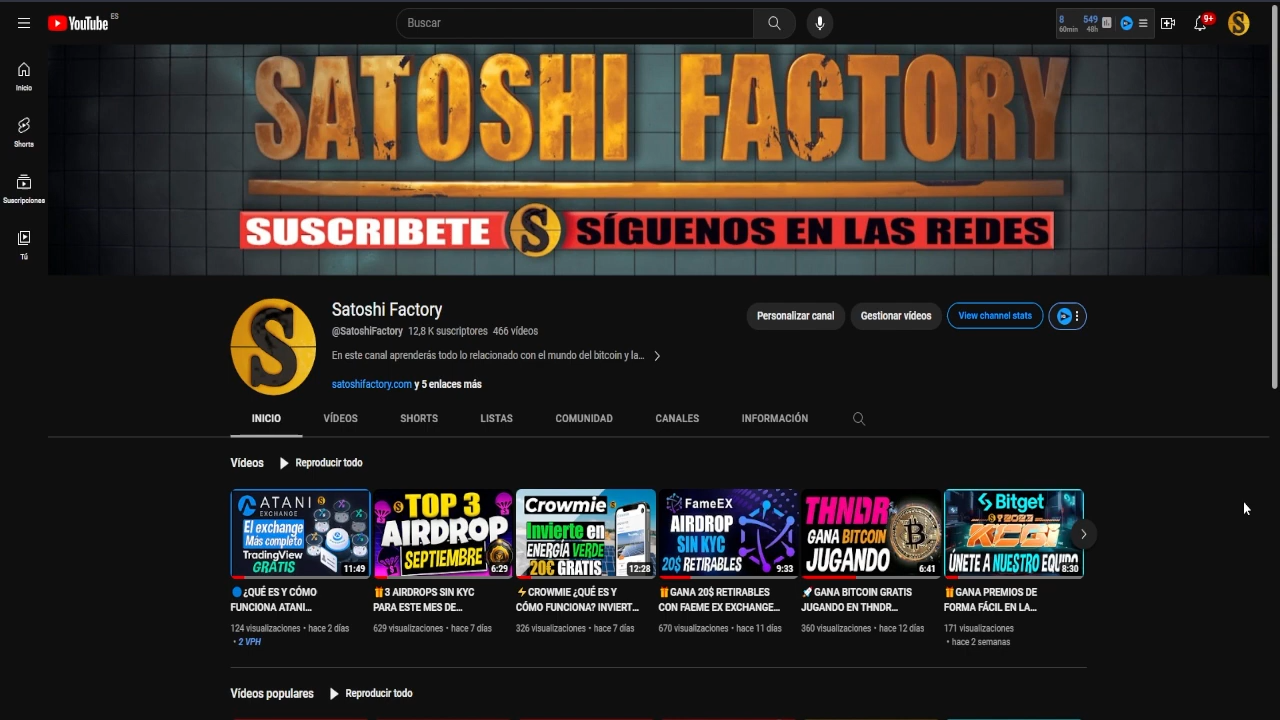 YouTube ES
Buscar
8 549
60min 48h
9+
Inicio
Shorts
Suscripciones
Tú
SATOSHI FACTORY
SUSCRIBETE S SÍGUENOS EN LAS REDES
Satoshi Factory
@SatoshiFactory 12,8 K suscriptores 466 vídeos
En este canal aprenderás todo lo relacionado con el mundo del bitcoin y la...
satoshifactory.com y 5 enlaces más
Personalizar canal
Gestionar vídeos
View channel stats
INICIO VÍDEOS SHORTS LISTAS COMUNIDAD CANALES INFORMACIÓN
Vídeos Reproducir todo
ATANI
EXCHANGE
El exchange
Más completo
TradingView
GRATIS
11:49
¿QUÉ ES Y CÓMO
FUNCIONA ATANI...
124 visualizaciones • hace 2 días
• 2 VPH
TOP 3
AIRDROP
SEPTIEMBRE
6:29
3 AIRDROPS SIN KYC
PARA ESTE MES DE...
629 visualizaciones • hace 7 días
Crowmie
Invierte en
ENERGÍA VERDE
20€ GRATIS
12:28
CROWMIE ¿QUÉ ES Y
CÓMO FUNCIONA? INVIERT...
326 visualizaciones • hace 7 días
FameEX
AIRDROP
SIN KYC
20$ RETIRABLES
9:33
GANA 20$ RETIRABLES
CON FAEME EX EXCHANGE...
670 visualizaciones • hace 11 días
THNDR
GANA BITCOIN
JUGANDO
6:41
GANA BITCOIN GRATIS
JUGANDO EN THNDR...
360 visualizaciones • hace 12 días
Bitget
KCGI
ÚNETE A NUESTRO EQUIPO
8:30
GANA PREMIOS DE
FORMA FÁCIL EN LA...
171 visualizaciones
• hace 2 semanas
Vídeos populares Reproducir todo